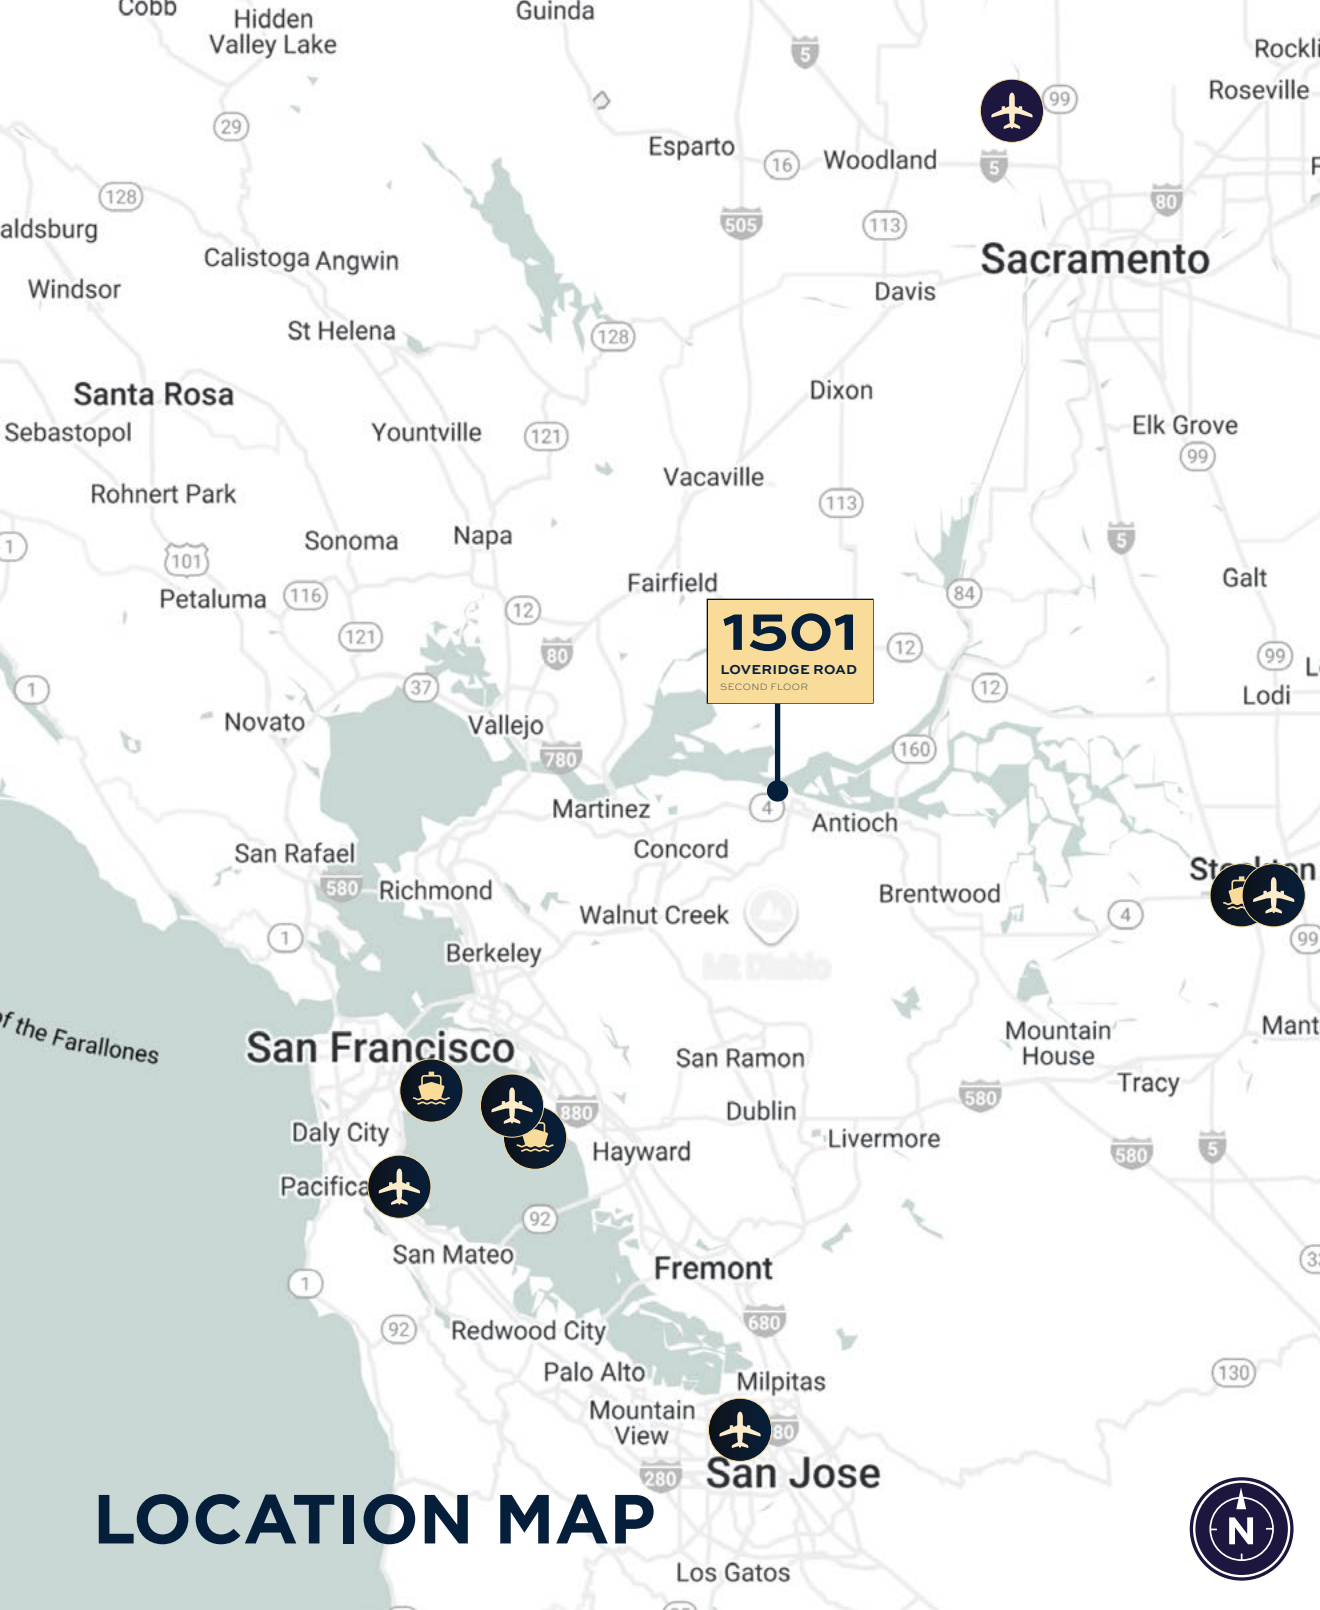 Cobb
Hidden
Valley Lake
Guinda
5
Rockli
Roseville
99
29
Esparto
16
Woodland
5
F
128
80
aldsburg
505
113
Calistoga
Angwin
Sacramento
Windsor
Davis
St Helena
128
Santa Rosa
Dixon
Sebastopol
Yountville
121
Elk Grove
99
Vacaville
Rohnert Park
113
Sonoma
Napa
5
1
101
Fairfield
Galt
Petaluma
116
84
12
1501
LOVERIDGE ROAD
SECOND FLOOR
121
80
12
99
L
1
37
12
Lodi
Novato
Vallejo
780
160
Martinez
4
Antioch
San Rafael
Concord
580
Richmond
Brentwood
Walnut Creek
4
1
99
Berkeley
Mt Diablo
of the Farallones
San Francisco
Mountain
House
Mant
San Ramon
Tracy
880
Dublin
580
Daly City
Hayward
Livermore
580
5
Pacifica
92
San Mateo
Fremont
33
1
680
92
Redwood City
Palo Alto
Milpitas
130
Mountain
View
80
280
San Jose
LOCATION MAP
N
Los Gatos